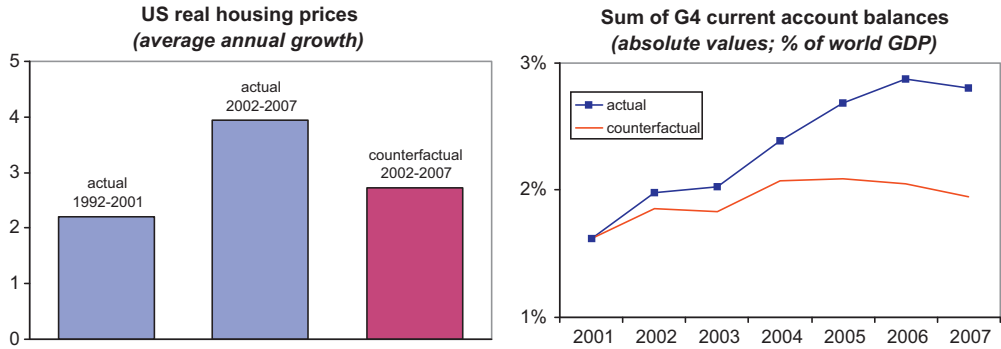 US real housing prices
(average annual growth)
5
4
3
2
1
0
actual
1992-2001
actual
2002-2007
counterfactual
2002-2007
Sum of G4 current account balances
(absolute values; % of world GDP)
3%
2%
1%
actual
counterfactual
2001 2002 2003 2004 2005 2006 2007